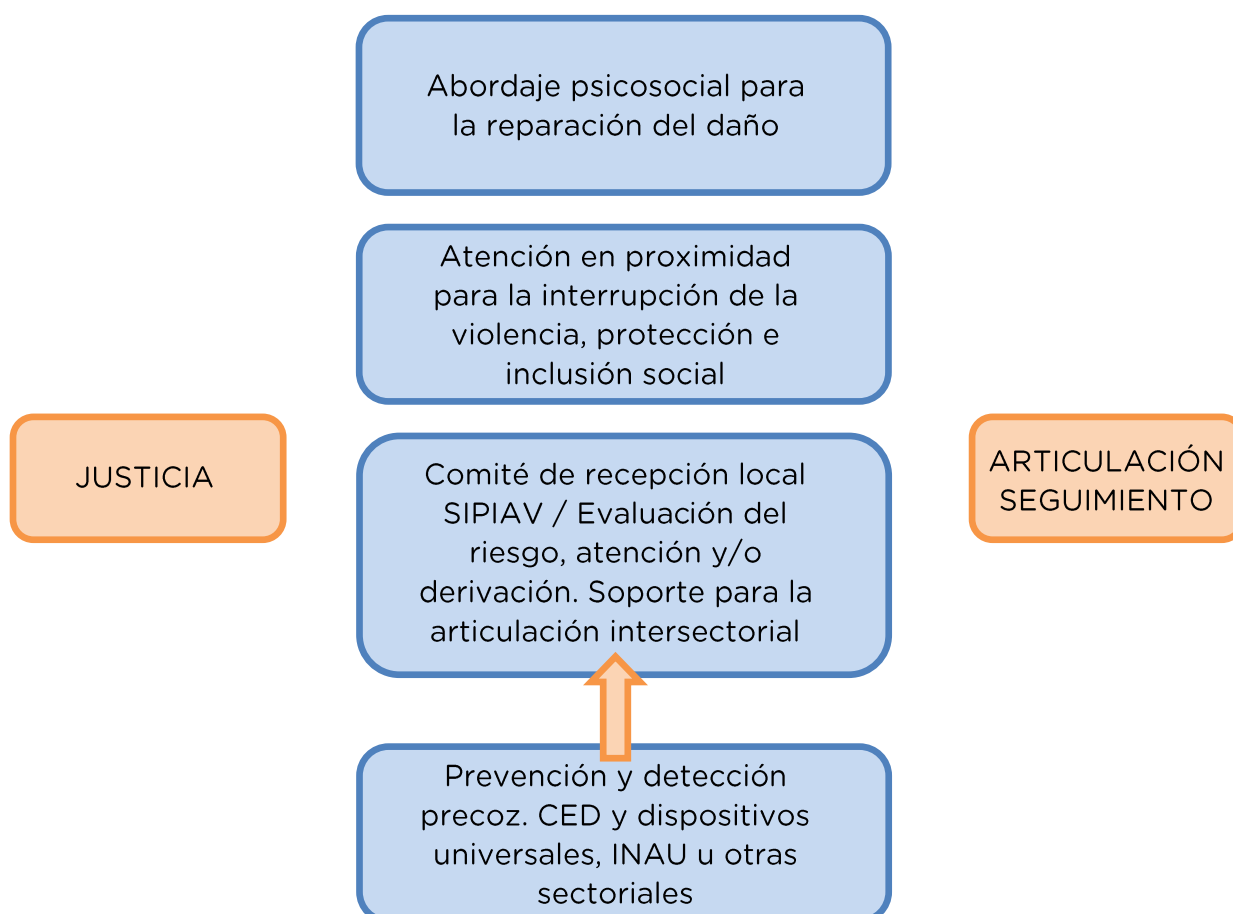 Abordaje psicosocial para
la reparación del daño
Atención en proximidad
para la interrupción de la
violencia, protección e
inclusión social
JUSTICIA
Comité de recepción local
SIPIAV / Evaluación del
riesgo, atención y/o
derivación. Soporte para la
articulación intersectorial
ARTICULACIÓN
SEGUIMIENTO
Prevención y detección
precoz. CED y dispositivos
universales, INAU u otras
sectoriales